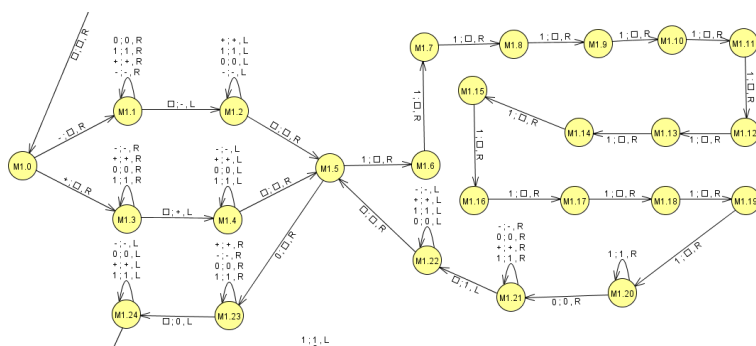 □;□,R
M1.0
-;□,R
+;□,R
0;0,R
1;1,R
+;+,R
-;-,R
M1.1
□;-,L
+;+,L
1;1,L
0;0,L
-;-,L
M1.2
□;□,R
-;-,R
+;+,R
0;0,R
1;1,R
M1.3
□;+,L
-;-,L
+;+,L
0;0,L
1;1,L
M1.4
□;□,R
M1.5
1;□,R
M1.6
1;□,R
M1.7
1;□,R
M1.8
1;□,R
M1.9
1;□,R
M1.10
1;□,R
M1.11
1;□,R
M1.12
1;□,R
M1.13
1;□,R
M1.14
1;□,R
M1.15
1;□,R
M1.16
1;□,R
M1.17
1;□,R
M1.18
1;□,R
M1.19
1;□,R
1;1,R
M1.20
0;0,R
-;-,R
0;0,R
+;+,R
1;1,R
M1.21
□;1,L
-;-,L
+;+,L
1;1,L
0;0,L
M1.22
□;□,R
0;□,R
+;+,R
-;-,R
0;0,R
1;1,R
M1.23
□;0,L
-;-,L
0;0,L
+;+,L
1;1,L
M1.24
1;1,L